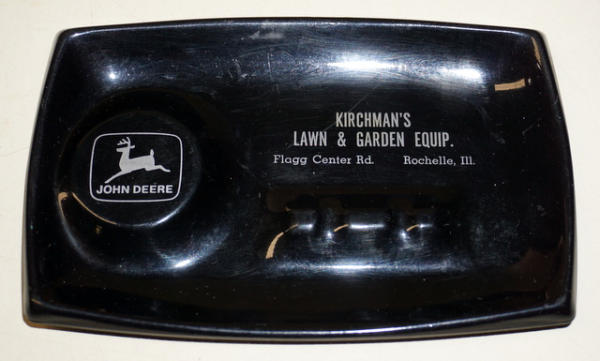 KIRCHMAN'S
LAWN & GARDEN EQUIP.
Flagg Center Rd. Rochelle, Ill.
JOHN DEERE